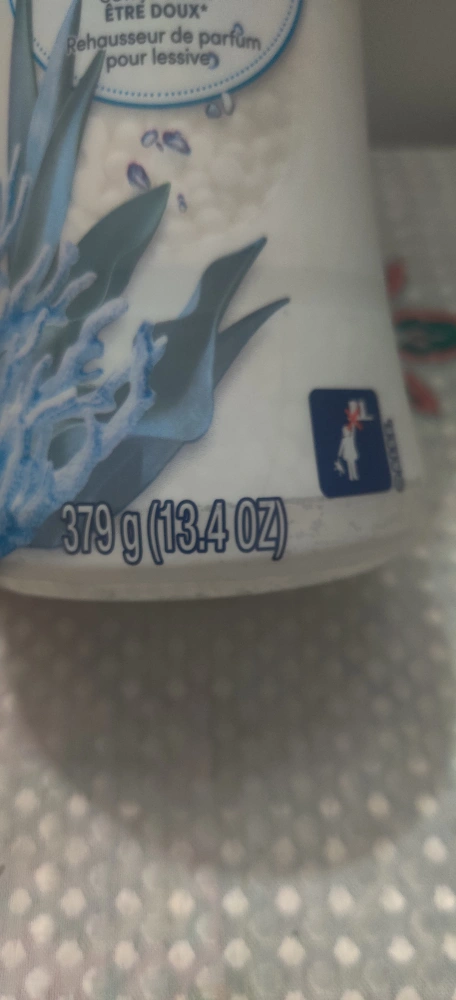 ÊTRE DOUX*
Rehausseur de parfum
pour lessive
379 g (13.4 OZ)